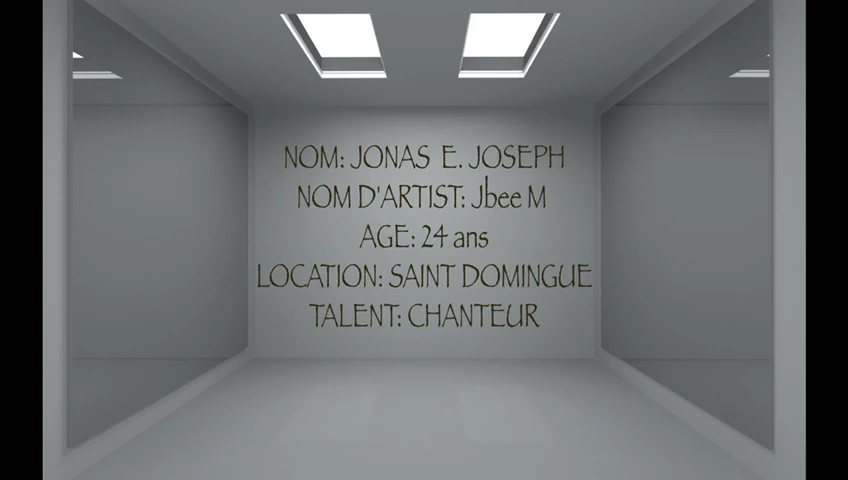 NOM: JONAS E. JOSEPH
NOM D'ARTIST: Jbee M
AGE: 24 ans
LOCATION: SAINT DOMINGUE
TALENT: CHANTEUR